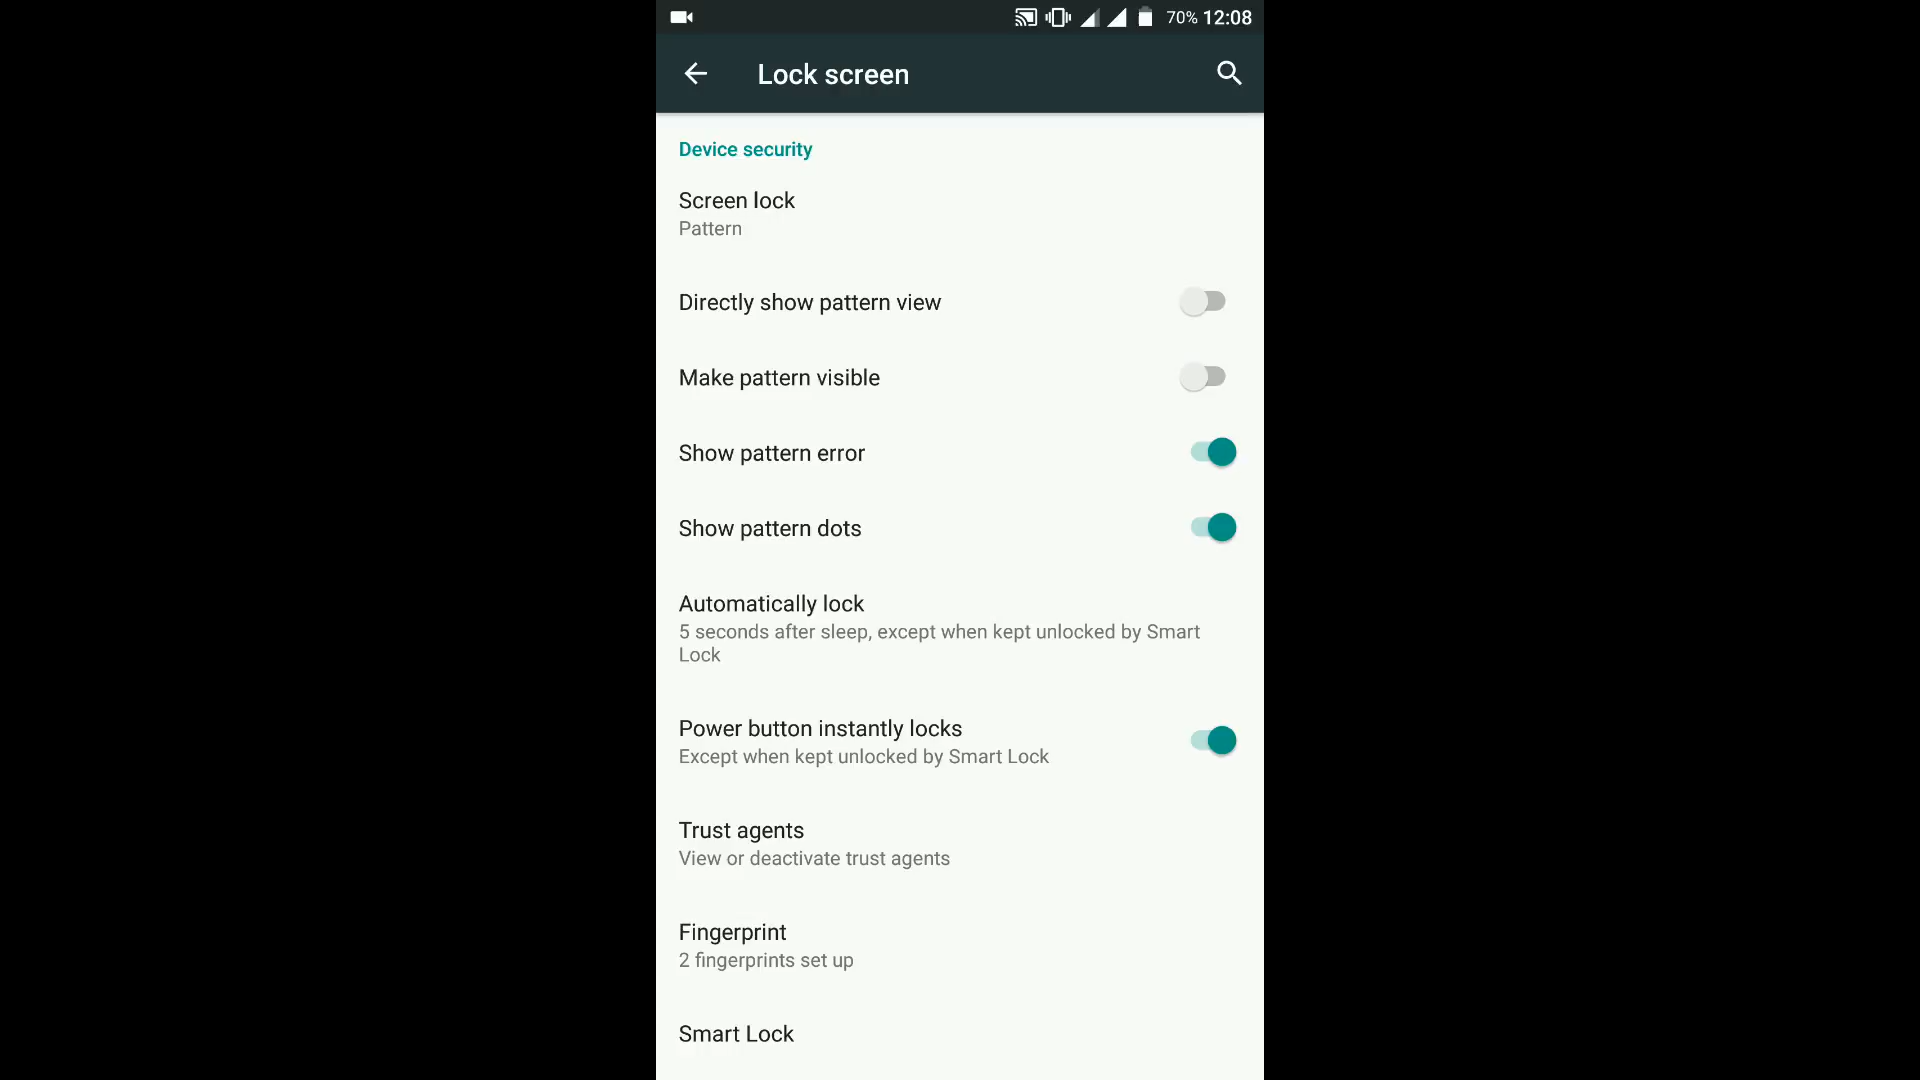 70% 12:08
Lock screen
Device security
Screen lock
Pattern
Directly show pattern view
Make pattern visible
Show pattern error
Show pattern dots
Automatically lock
5 seconds after sleep, except when kept unlocked by Smart
Lock
Power button instantly locks
Except when kept unlocked by Smart Lock
Trust agents
View or deactivate trust agents
Fingerprint
2 fingerprints set up
Smart Lock